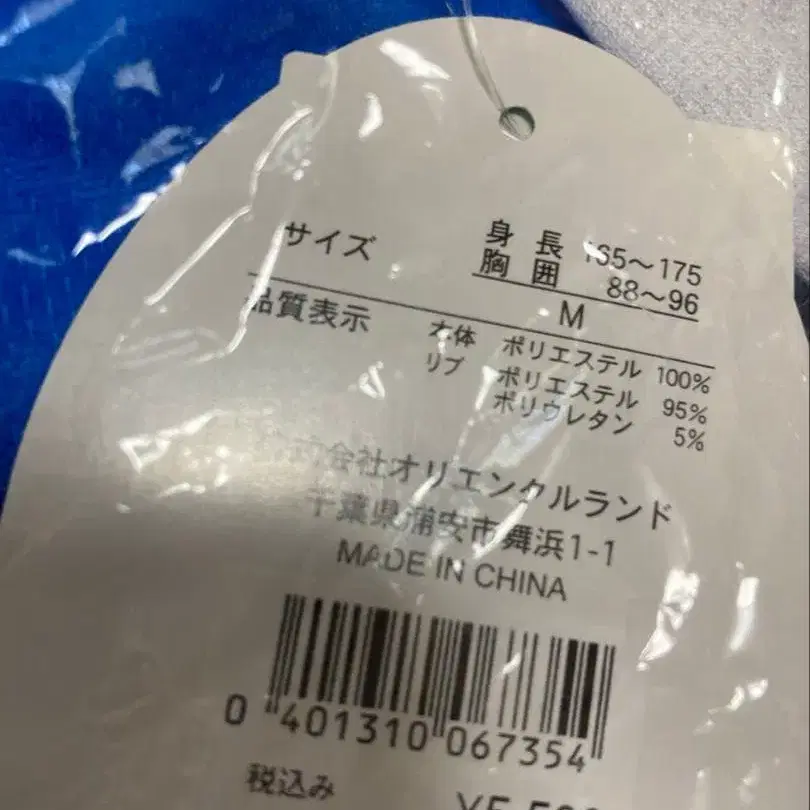 サイズ 身長 165～175
胸囲 88～96
M
品質表示 本体 ポリエステル 100%
リブ ポリエステル 95%
ポリウレタン 5%
株式会社オリエンタルランド
千葉県浦安市舞浜1-1
MADE IN CHINA
0 401310 067354
税込み